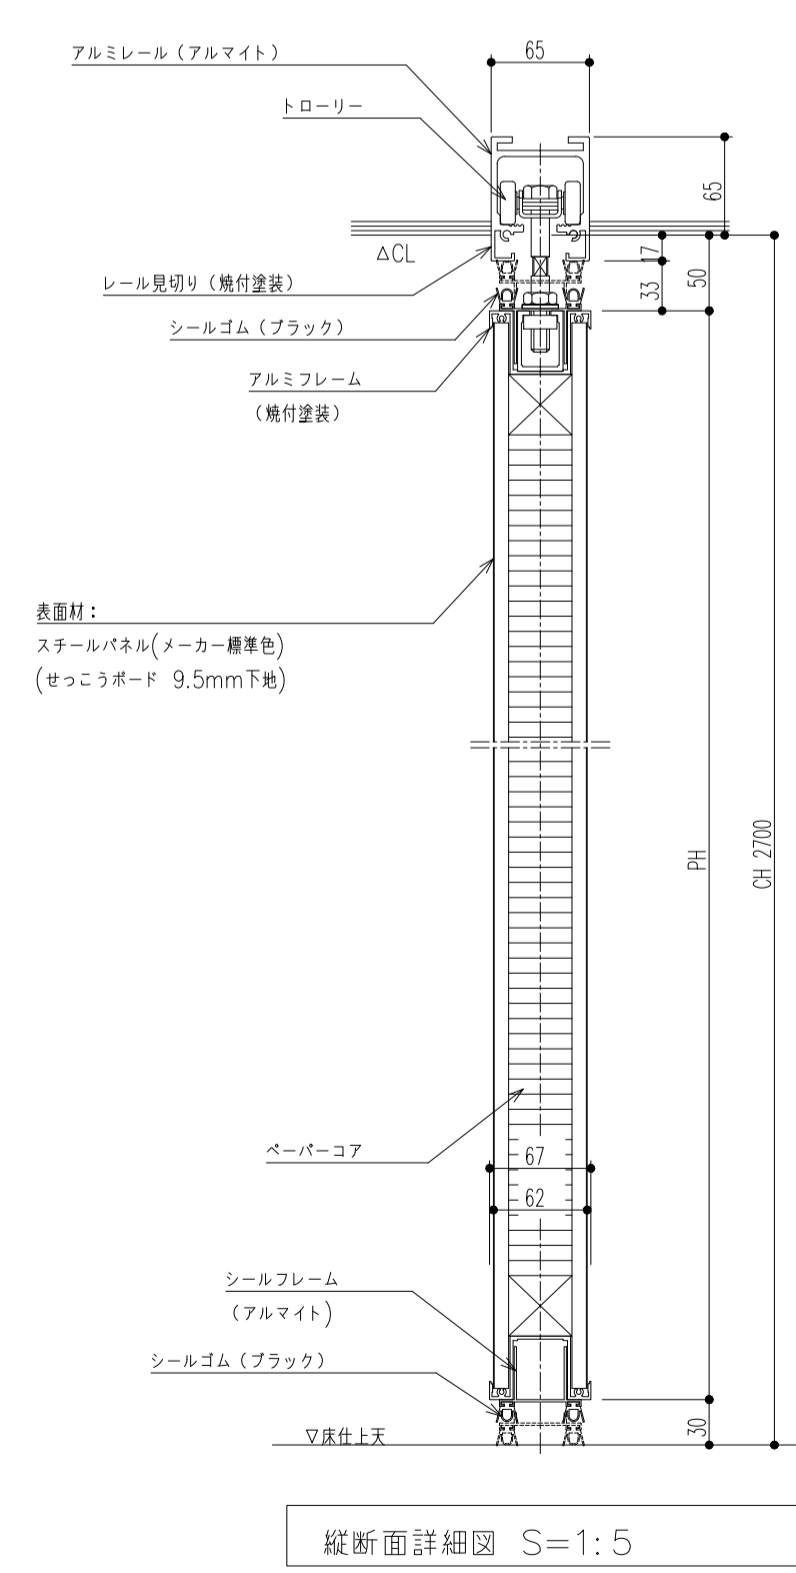 アルミレール（アルマイト）
65
トローリー
65
△CL
17
レール見切り（焼付塗装）
33
50
シールゴム（ブラック）
アルミフレーム
（焼付塗装）
表面材：
スチールパネル(メーカー標準色)
(せっこうボード 9.5mm下地)
PH
CH 2700
ペーパーコア
67
62
シールフレーム
（アルマイト)
シールゴム（ブラック）
▽床仕上天
30
縦断面詳細図 S=1:5